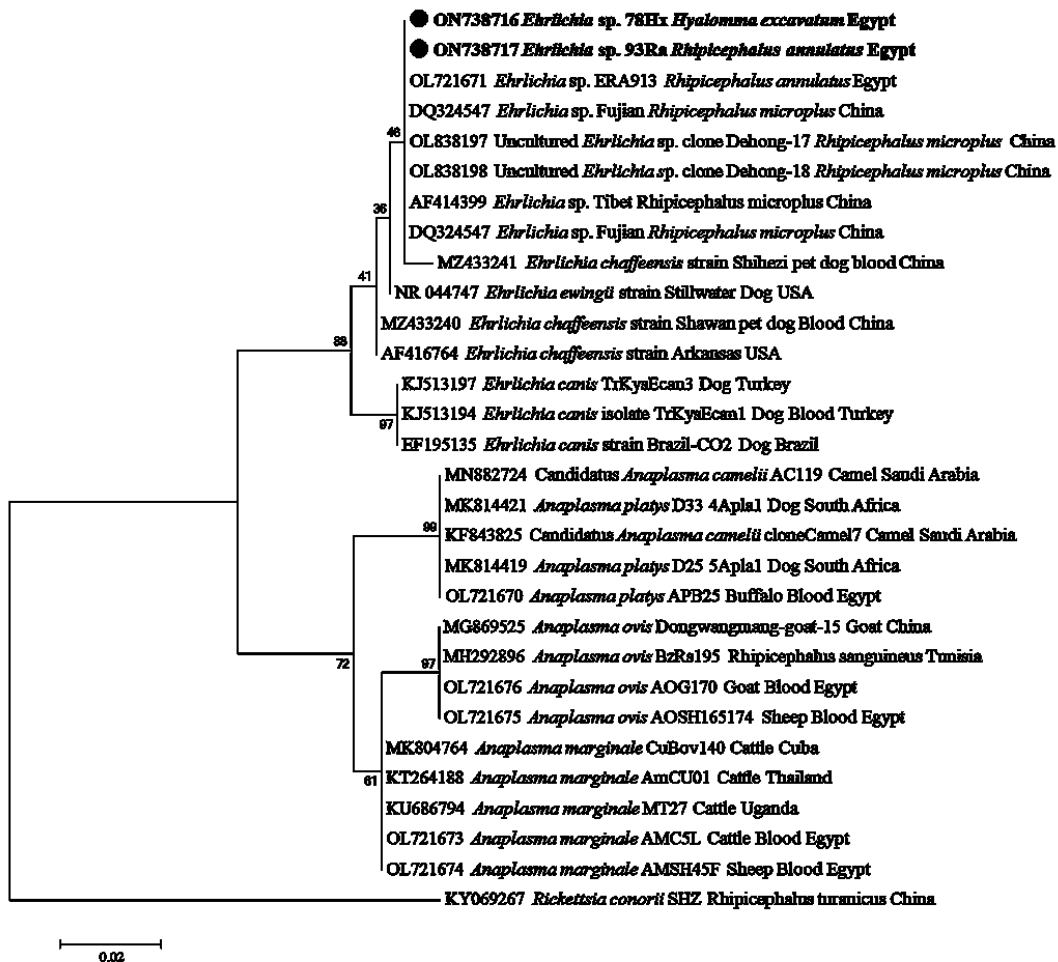 ON738716 Ehrlichia sp. 78Hx Hyalomma excavatum Egypt
ON738717 Ehrlichia sp. 93Ra Rhipicephalus annulatus Egypt
OL721671 Ehrlichia sp. ERA913 Rhipicephalus annulatus Egypt
DQ324547 Ehrlichia sp. Fujian Rhipicephalus microplus China
46
OL838197 Uncultured Ehrlichia sp. clone Dehong-17 Rhipicephalus microplus China
OL838198 Uncultured Ehrlichia sp. clone Dehong-18 Rhipicephalus microplus China
AF414399 Ehrlichia sp. Tibet Rhipicephalus microplus China
36
DQ324547 Ehrlichia sp. Fujian Rhipicephalus microplus China
MZ433241 Ehrlichia chaffeensis strain Shihezi pet dog blood China
41
NR 044747 Ehrlichia ewingii strain Stillwater Dog USA
MZ433240 Ehrlichia chaffeensis strain Shawan pet dog Blood China
88
AF416764 Ehrlichia chaffeensis strain Arkansas USA
KJ513197 Ehrlichia canis TrKysEcan3 Dog Turkey
KJ513194 Ehrlichia canis isolate TrKysEcan1 Dog Blood Turkey
97
EF195135 Ehrlichia canis strain Brazil-CO2 Dog Brazil
MN882724 Candidatus Anaplasma camelii AC119 Camel Saudi Arabia
MK814421 Anaplasma platys D33 4Apla1 Dog South Africa
99
KF843825 Candidatus Anaplasma camelii cloneCamel7 Camel Saudi Arabia
MK814419 Anaplasma platys D25 5Apla1 Dog South Africa
OL721670 Anaplasma platys APB25 Buffalo Blood Egypt
MG869525 Anaplasma ovis Dongwangmang-goat-15 Goat China
72
97
MH292896 Anaplasma ovis BzRs195 Rhipicephalus sanguineus Tunisia
OL721676 Anaplasma ovis AOG170 Goat Blood Egypt
OL721675 Anaplasma ovis AOSH165174 Sheep Blood Egypt
MK804764 Anaplasma marginale CuBov140 Cattle Cuba
61
KT264188 Anaplasma marginale AmCU01 Cattle Thailand
KU686794 Anaplasma marginale MT27 Cattle Uganda
OL721673 Anaplasma marginale AMC5L Cattle Blood Egypt
OL721674 Anaplasma marginale AMSH45F Sheep Blood Egypt
KY069267 Rickettsia conorii SHZ Rhipicephalus turanicus China
0.02